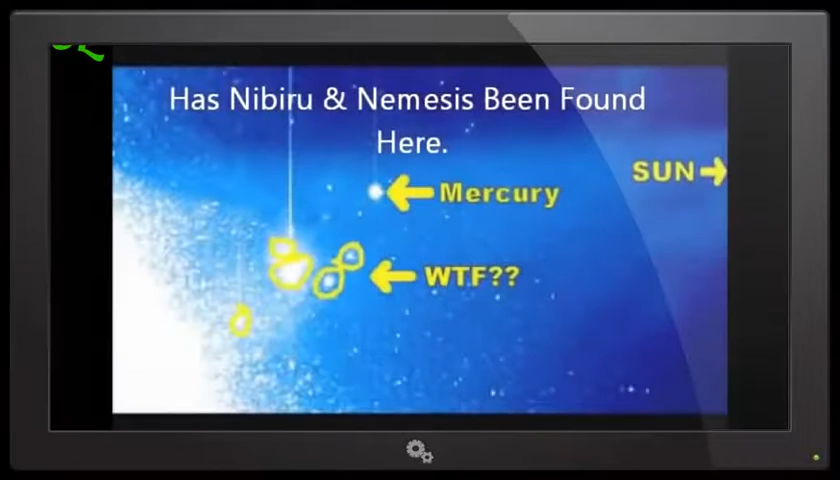 Has Nibiru & Nemesis Been Found
Here.
SUN
Mercury
WTF??